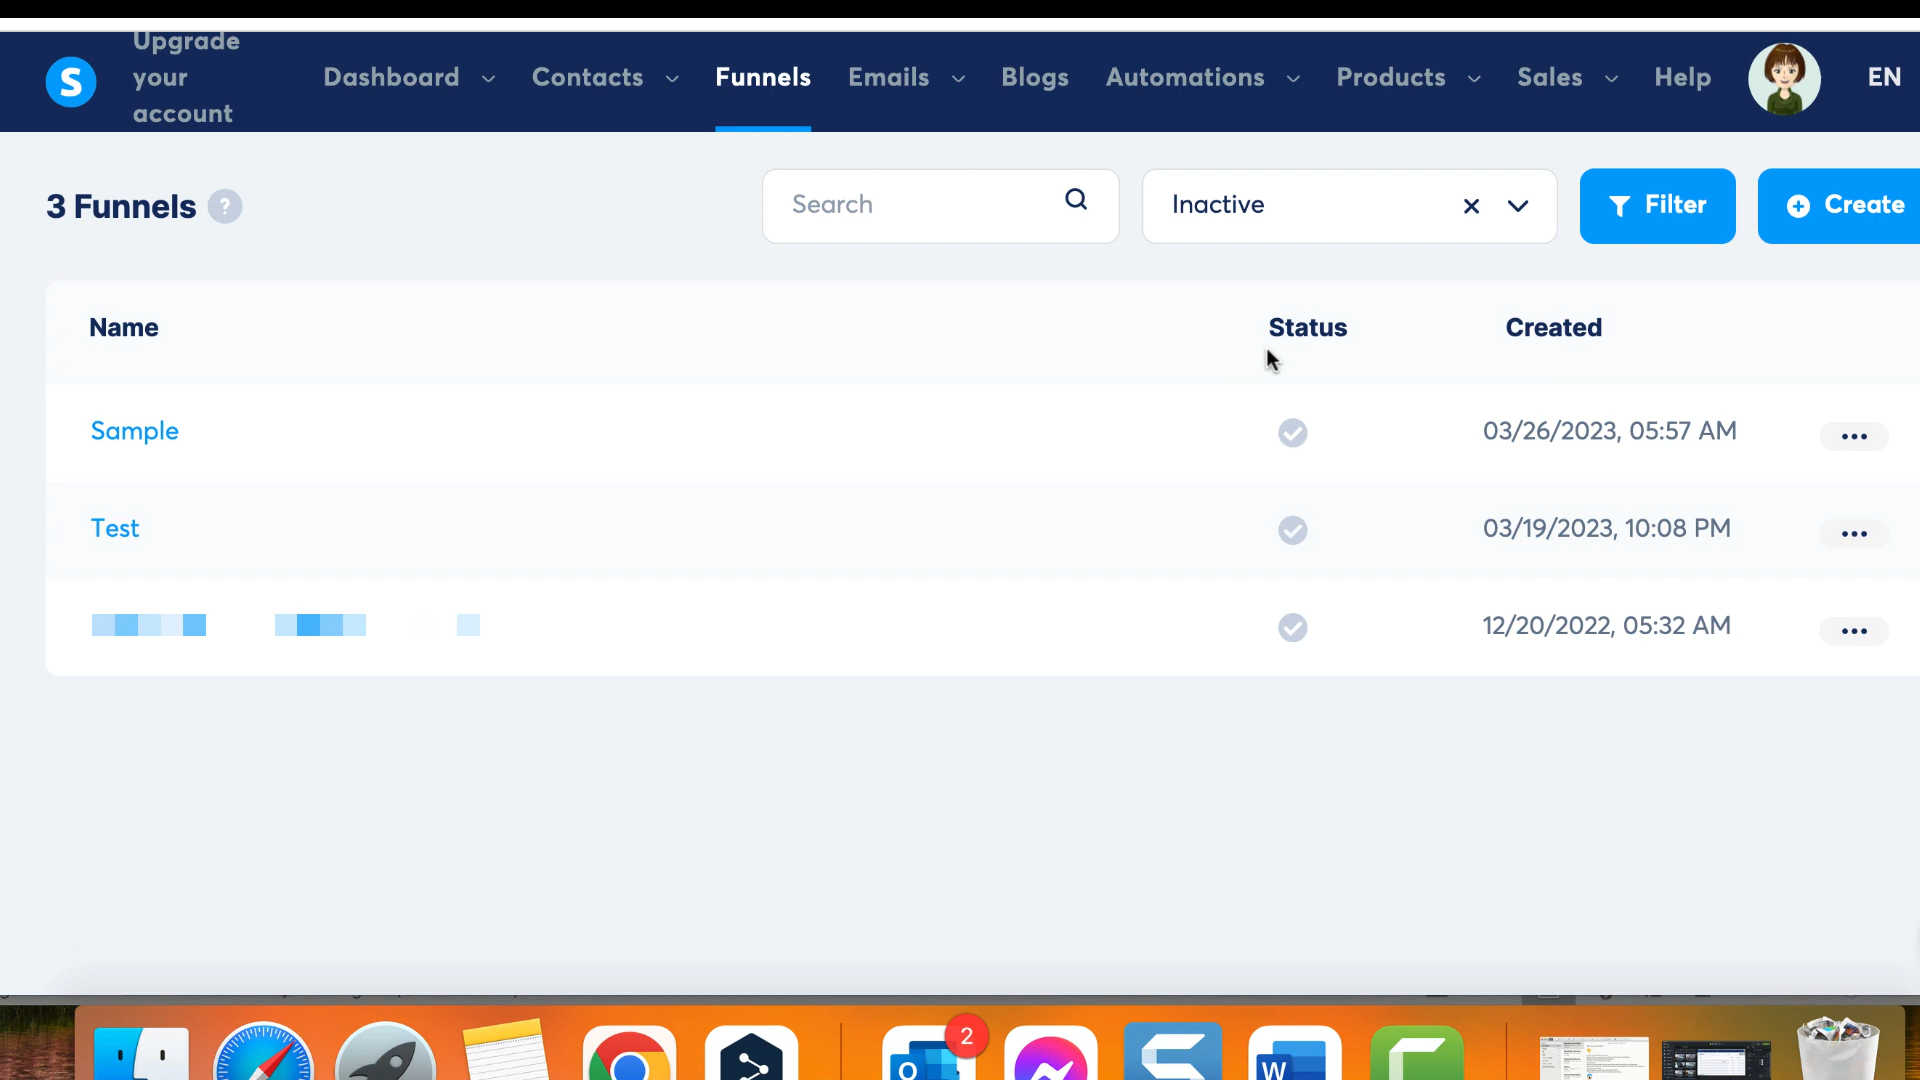 S
Upgrade
your
account
Dashboard
Contacts
Funnels
Emails
Blogs
Automations
Products
Sales
Help
EN
3 Funnels ?
Search
Inactive
Filter
Create
Name
Status
Created
Sample
03/26/2023, 05:57 AM
Test
03/19/2023, 10:08 PM
12/20/2022, 05:32 AM
2
O
W